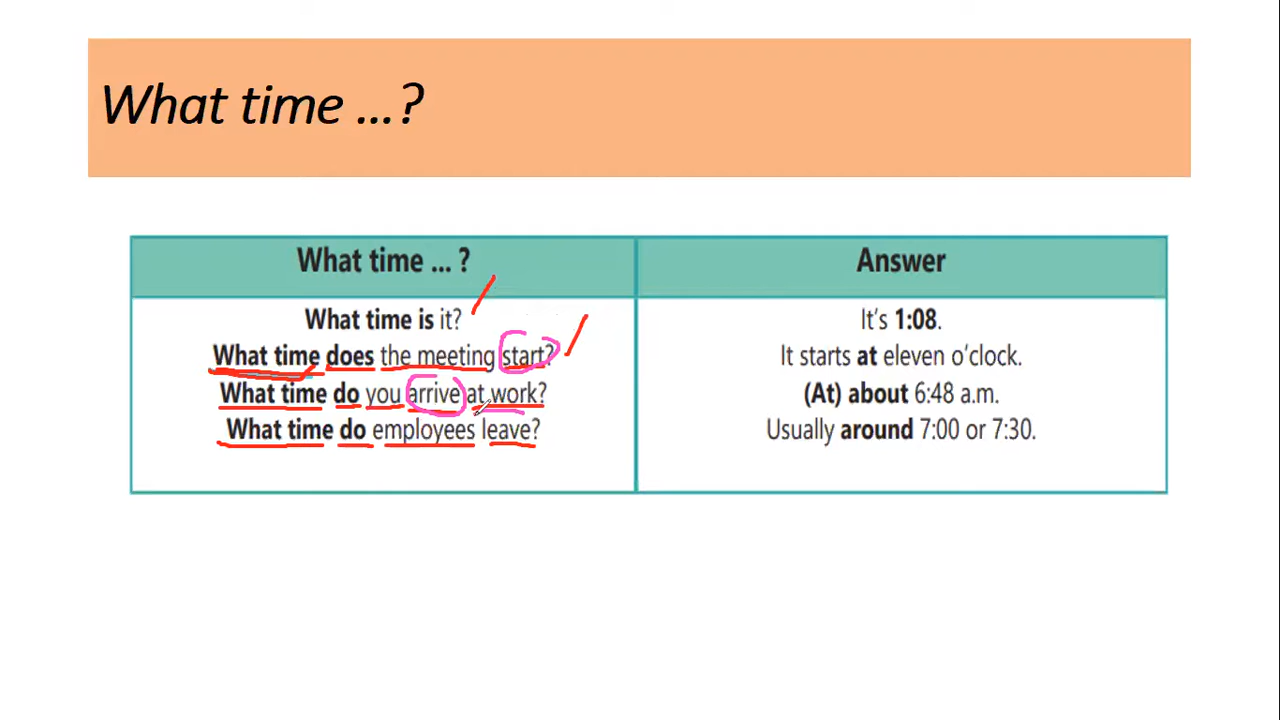 What time ...?
What time ... ?
Answer
What time is it?
It's 1:08.
What time does the meeting start?
It starts at eleven o'clock.
What time do you arrive at work?
(At) about 6:48 a.m.
What time do employees leave?
Usually around 7:00 or 7:30.